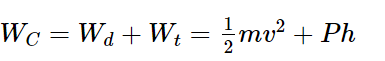 W_C = W_d + W_t = \frac{1}{2}mv^2 + Ph